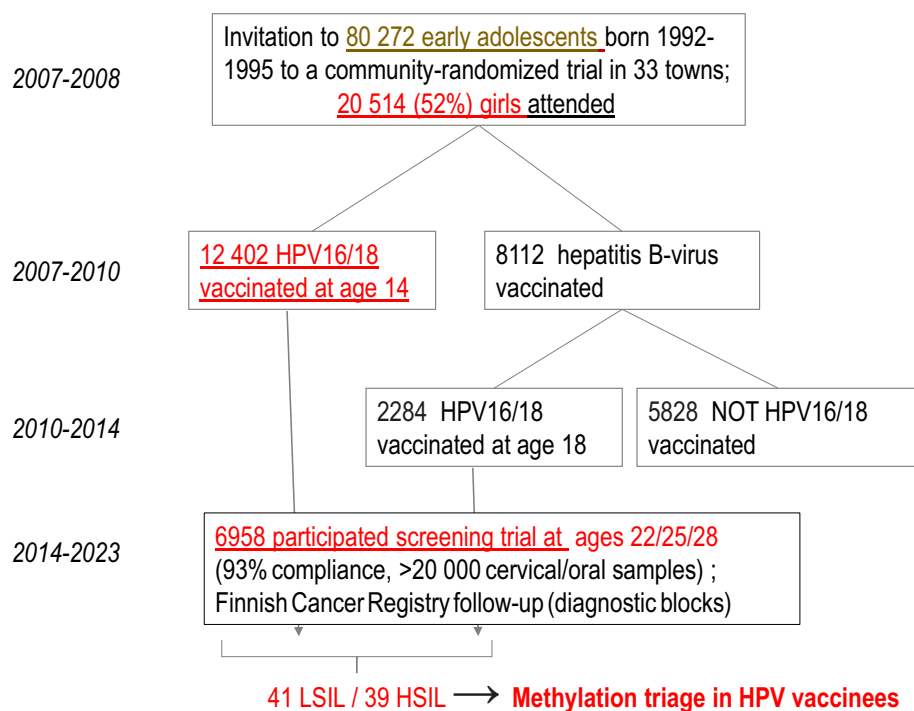 2007-2008
Invitation to 80 272 early adolescents born 1992-
1995 to a community-randomized trial in 33 towns;
20 514 (52%) girls attended
2007-2010
12 402 HPV16/18
vaccinated at age 14
8112 hepatitis B-virus
vaccinated
2010-2014
2284 HPV16/18
vaccinated at age 18
5828 NOT HPV16/18
vaccinated
2014-2023
6958 participated screening trial at ages 22/25/28
(93% compliance, >20 000 cervical/oral samples) ;
Finnish Cancer Registry follow-up (diagnostic blocks)
41 LSIL / 39 HSIL → Methylation triage in HPV vaccinees